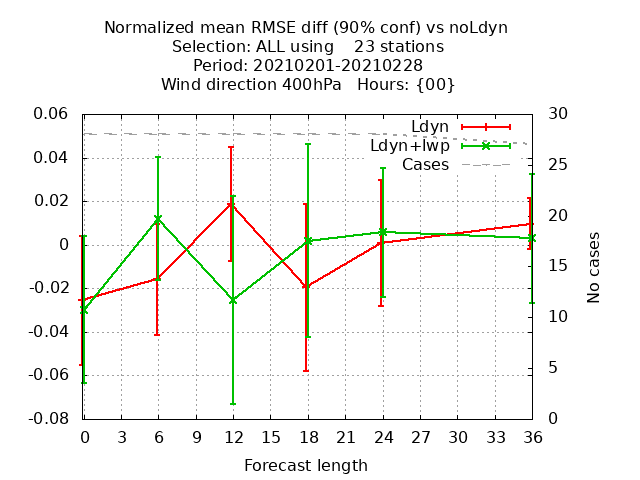 Normalized mean RMSE diff (90% conf) vs noLdyn
Selection: ALL using    23 stations
Period: 20210201-20210228
Wind direction 400hPa   Hours: {00}
0.06
0.04
0.02
0
-0.02
-0.04
-0.06
-0.08
30
25
20
15
10
5
0
No cases
Ldyn
Ldyn+lwp
Cases
0 3 6 9 12 15 18 21 24 27 30 33 36
Forecast length